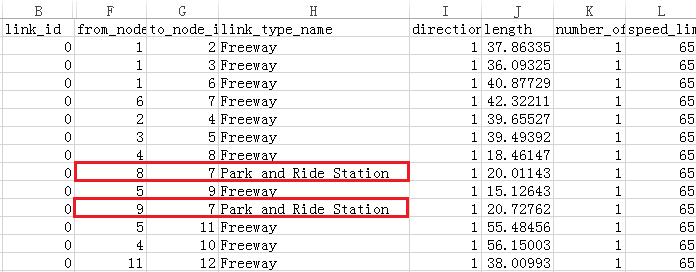 B F G H I J K L
link_id from_node to_node_i link_type_name direction length number_of speed_lim
0 1 2 Freeway 1 37.86335 1 65
0 1 3 Freeway 1 36.09325 1 65
0 1 6 Freeway 1 40.87729 1 65
0 6 7 Freeway 1 42.32211 1 65
0 2 4 Freeway 1 39.65527 1 65
0 3 5 Freeway 1 39.49392 1 65
0 4 8 Freeway 1 18.46147 1 65
0 8 7 Park and Ride Station 1 20.01143 1 65
0 5 9 Freeway 1 15.12643 1 65
0 9 7 Park and Ride Station 1 20.72762 1 65
0 5 11 Freeway 1 55.48456 1 65
0 4 10 Freeway 1 56.15003 1 65
0 11 12 Freeway 1 38.00993 1 65